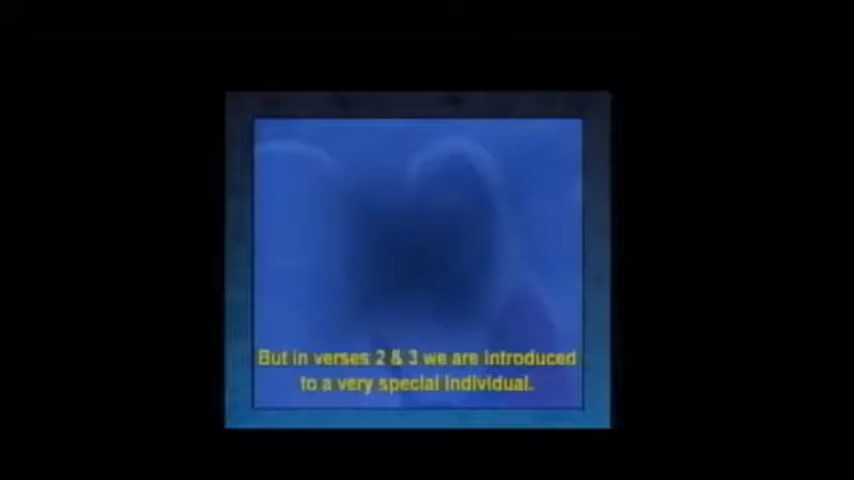 But in verses 2 & 3 we are introduced
to a very special individual.